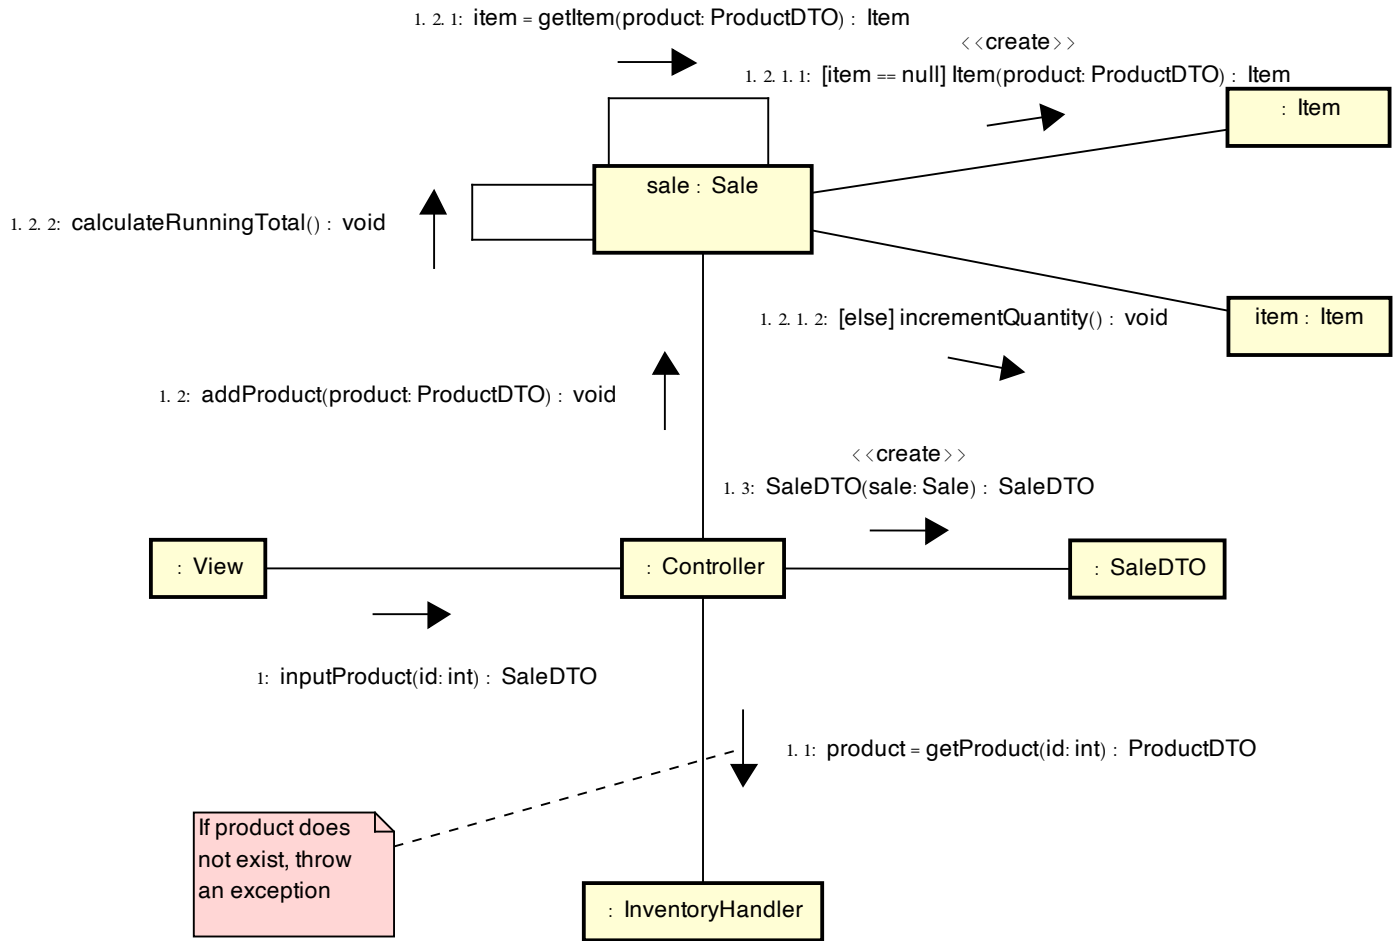 1. 2. 1: item = getItem(product: ProductDTO) : Item
<<create>>
1. 2. 1. 1: [item == null] Item(product: ProductDTO) : Item
: Item
sale : Sale
1. 2. 2: calculateRunningTotal() : void
1. 2. 1. 2: [else] incrementQuantity() : void
item : Item
1. 2: addProduct(product: ProductDTO) : void
<<create>>
1. 3: SaleDTO(sale: Sale) : SaleDTO
: View
: Controller
: SaleDTO
1: inputProduct(id: int) : SaleDTO
1. 1: product = getProduct(id: int) : ProductDTO
If product does
not exist, throw
an exception
: InventoryHandler